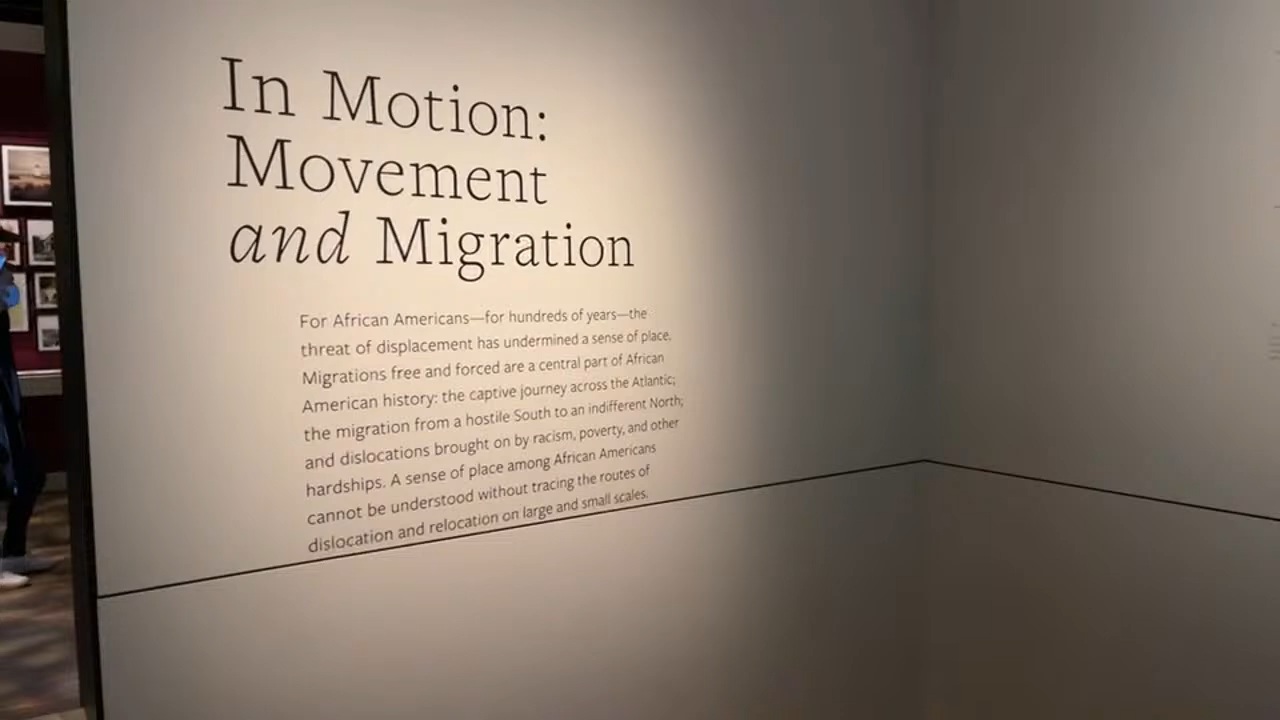 In Motion:
Movement
and Migration
For African Americans—for hundreds of years—the
threat of displacement has undermined a sense of place.
Migrations free and forced are a central part of African
American history: the captive journey across the Atlantic;
the migration from a hostile South to an indifferent North;
and dislocations brought on by racism, poverty, and other
hardships. A sense of place among African Americans
cannot be understood without tracing the routes of
dislocation and relocation on large and small scales.